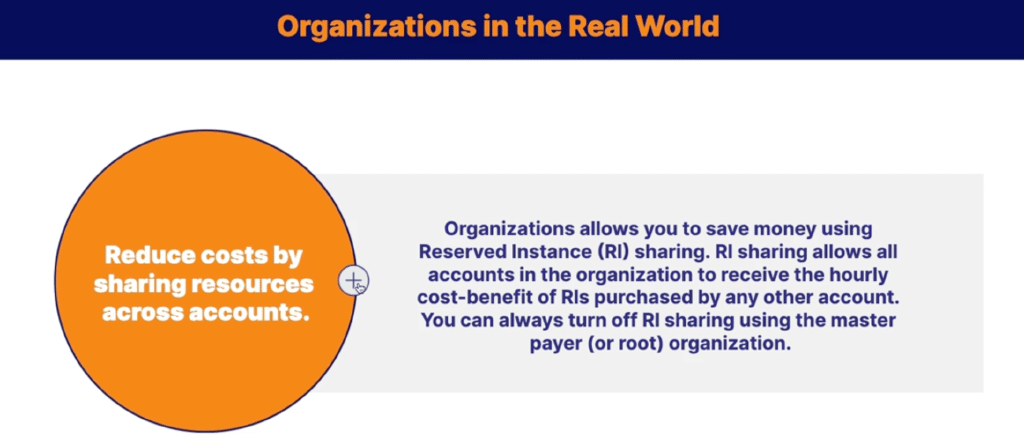 Organizations in the Real World
Reduce costs by
sharing resources
across accounts.
Organizations allows you to save money using
Reserved Instance (RI) sharing. RI sharing allows all
accounts in the organization to receive the hourly
cost-benefit of RIs purchased by any other account.
You can always turn off RI sharing using the master
payer (or root) organization.